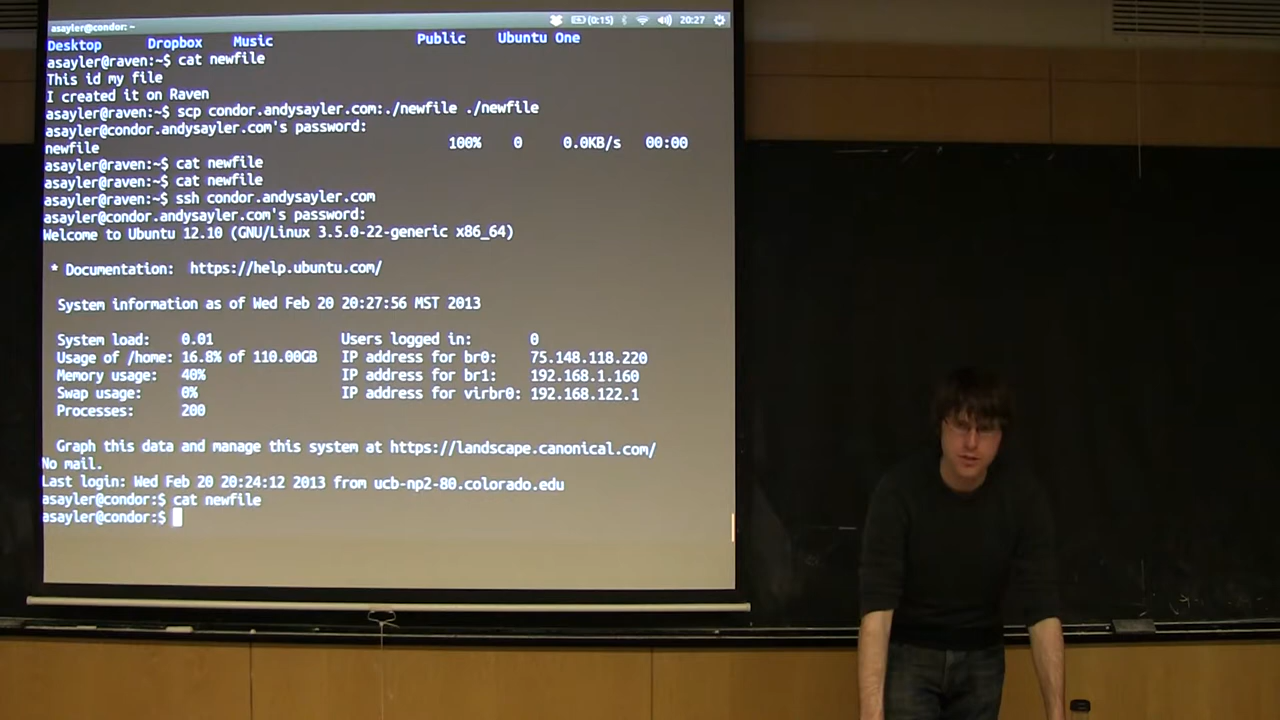 asayler@condor: ~ (0:15) 20:27
Desktop Dropbox Music Public Ubuntu One
asayler@raven:~$ cat newfile
This id my file
I created it on Raven
asayler@raven:~$ scp condor.andysayler.com:./newfile ./newfile
asayler@condor.andysayler.com's password:
newfile 100% 0 0.0KB/s 00:00
asayler@raven:~$ cat newfile
asayler@raven:~$ cat newfile
asayler@raven:~$ ssh condor.andysayler.com
asayler@condor.andysayler.com's password:
Welcome to Ubuntu 12.10 (GNU/Linux 3.5.0-22-generic x86_64)
* Documentation: https://help.ubuntu.com/
System information as of Wed Feb 20 20:27:56 MST 2013
System load: 0.01 Users logged in: 0
Usage of /home: 16.8% of 110.00GB IP address for br0: 75.148.118.220
Memory usage: 40% IP address for br1: 192.168.1.160
Swap usage: 0% IP address for virbr0: 192.168.122.1
Processes: 200
Graph this data and manage this system at https://landscape.canonical.com/
No mail.
Last login: Wed Feb 20 20:24:12 2013 from ucb-np2-80.colorado.edu
asayler@condor:$ cat newfile
asayler@condor:$